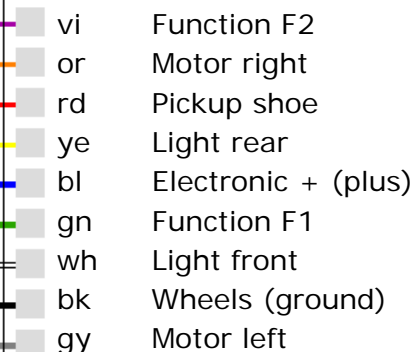 vi Function F2
or Motor right
rd Pickup shoe
ye Light rear
bl Electronic + (plus)
gn Function F1
wh Light front
bk Wheels (ground)
gy Motor left